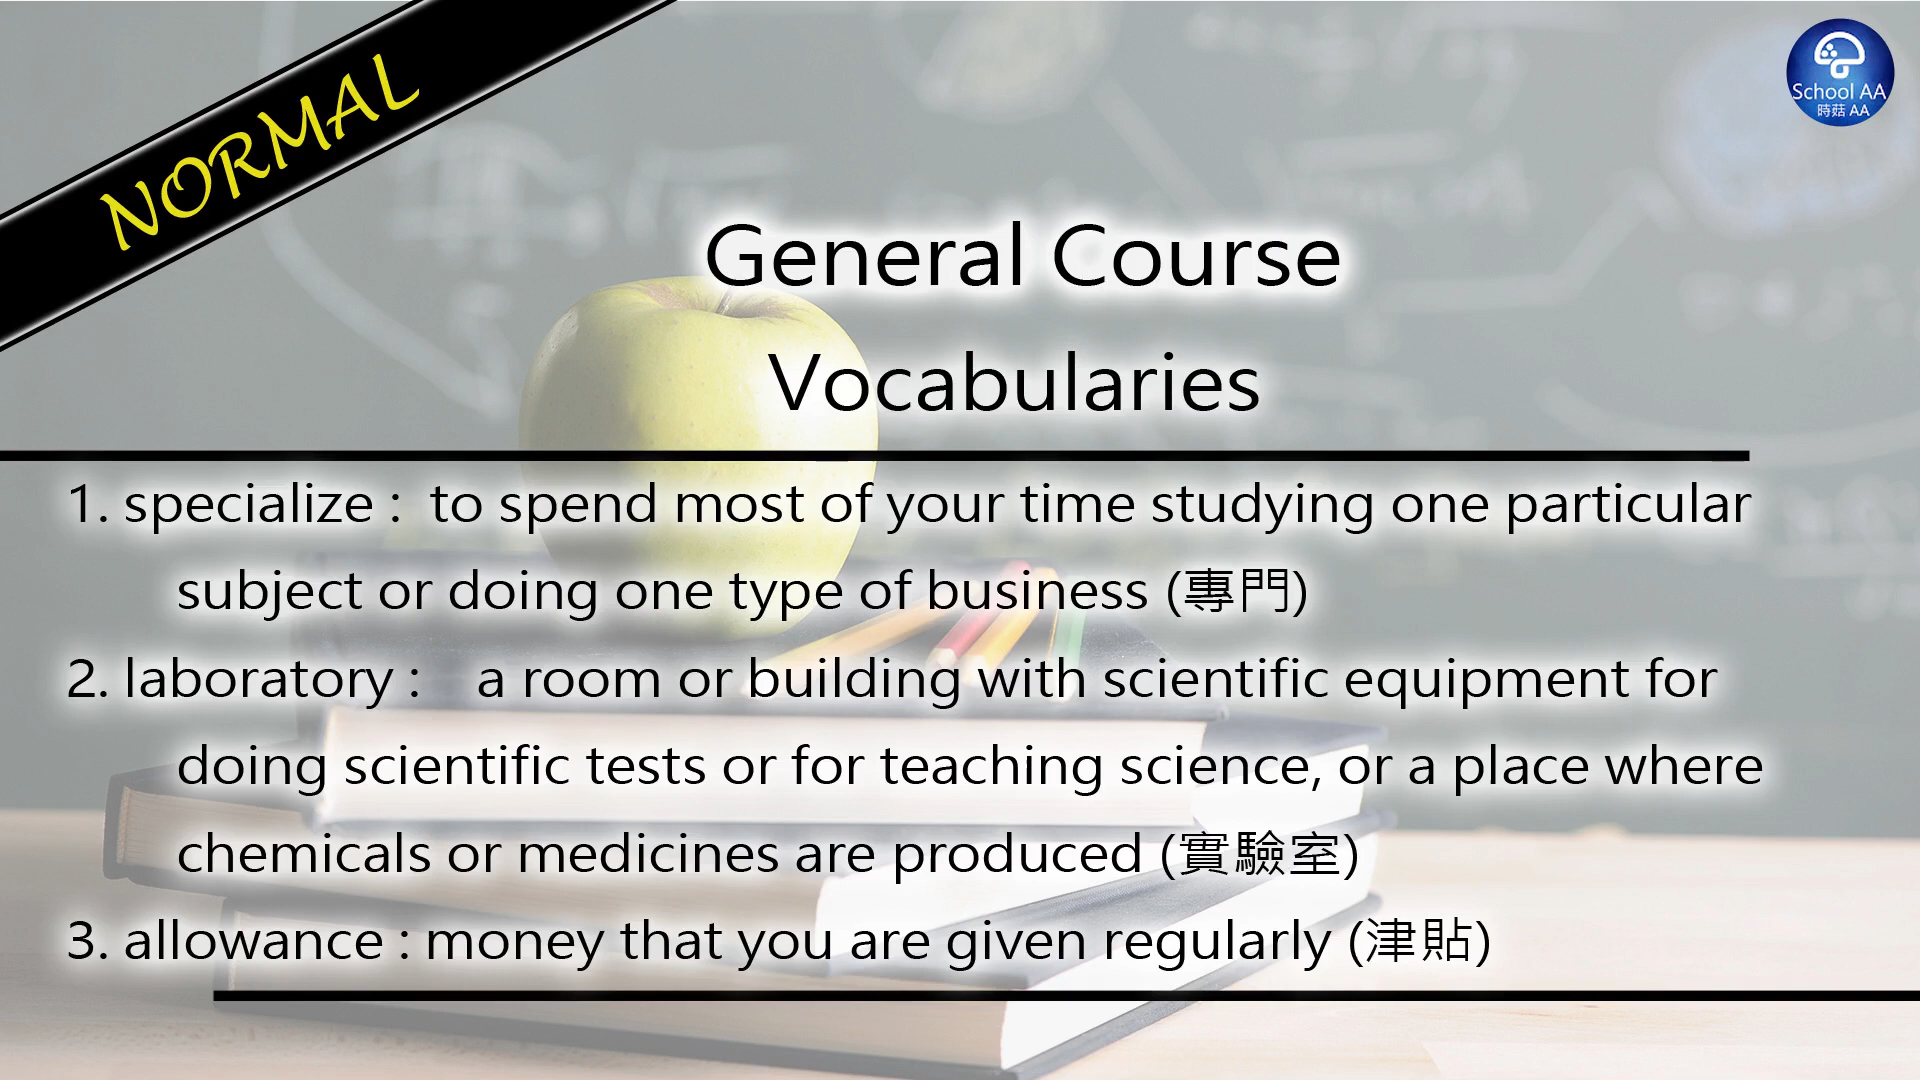 NORMAL
School AA
時菇 AA
General Course
Vocabularies
1. specialize :  to spend most of your time studying one particular
subject or doing one type of business (專門)
2. laboratory :   a room or building with scientific equipment for
doing scientific tests or for teaching science, or a place where
chemicals or medicines are produced (實驗室)
3. allowance : money that you are given regularly (津貼)